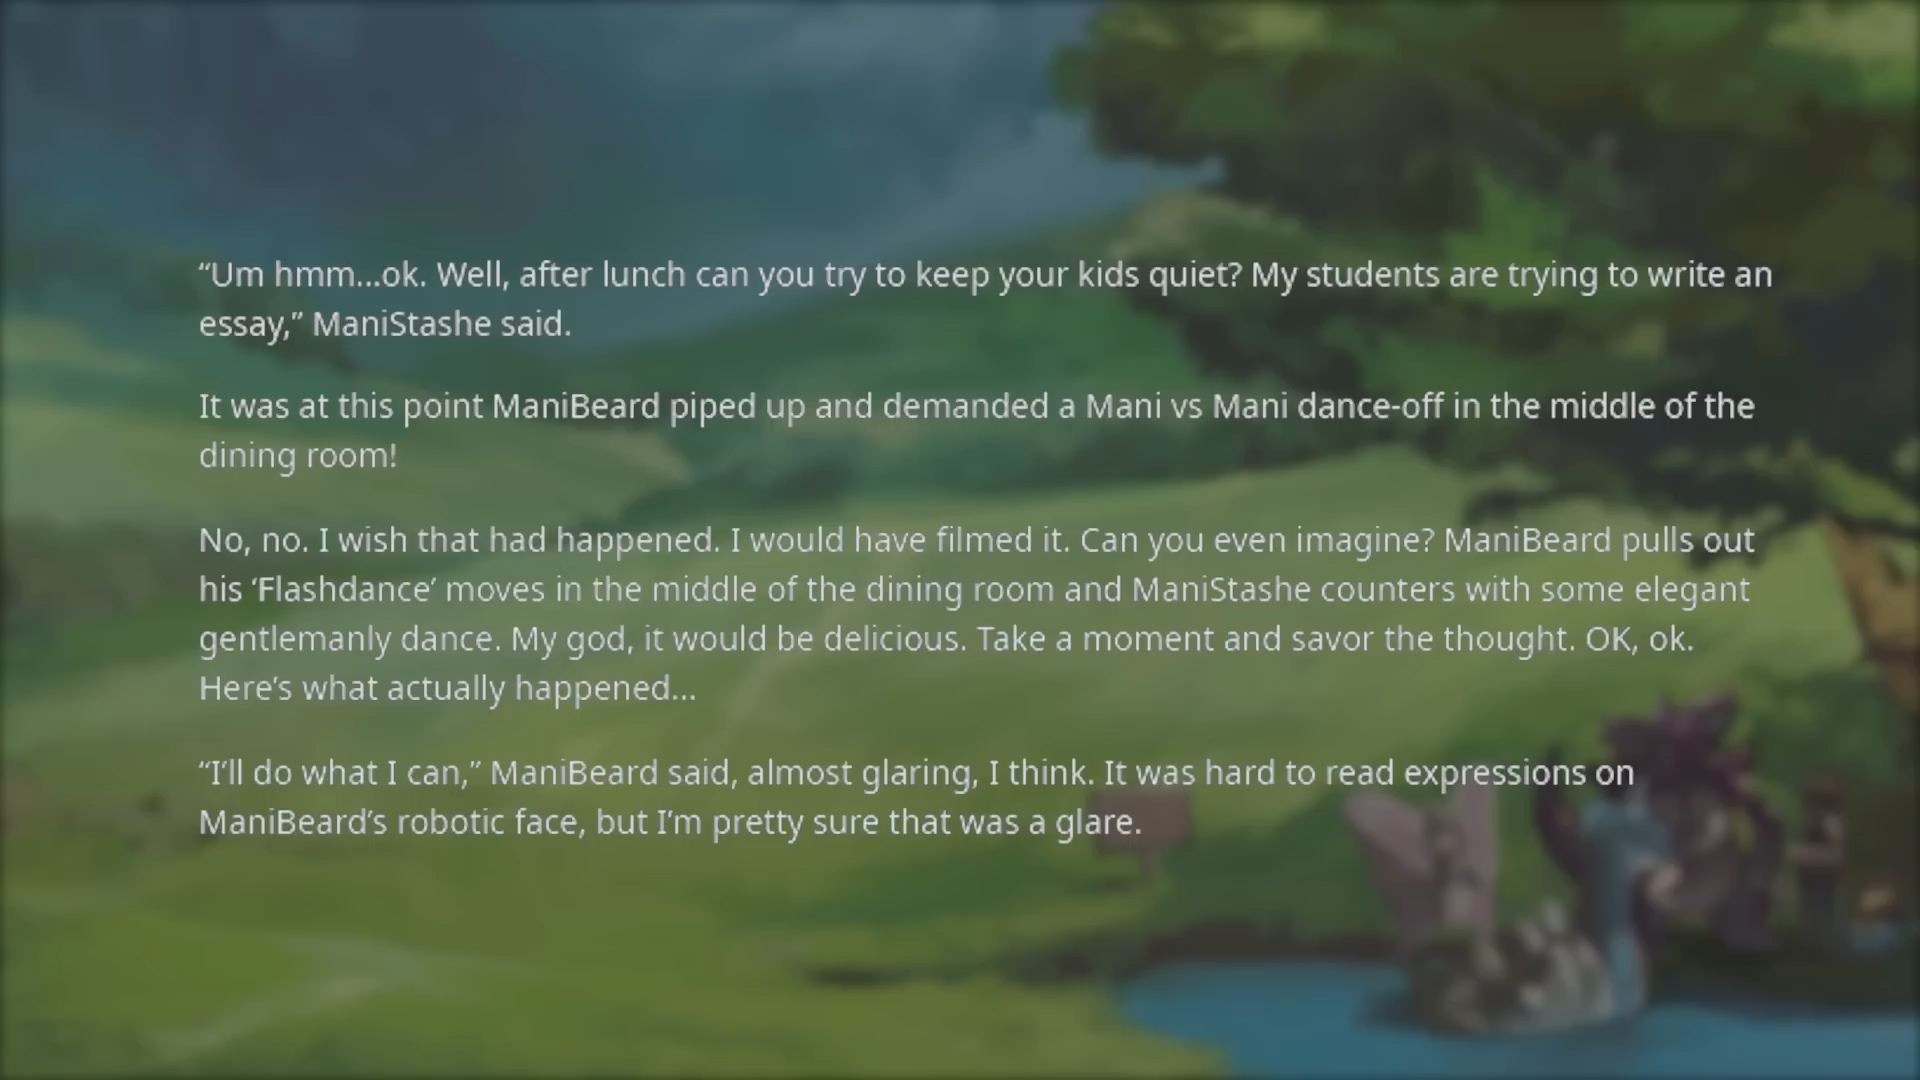 “Um hmm...ok. Well, after lunch can you try to keep your kids quiet? My students are trying to write an
essay,” ManiStashe said.
It was at this point ManiBeard piped up and demanded a Mani vs Mani dance-off in the middle of the
dining room!
No, no. I wish that had happened. I would have filmed it. Can you even imagine? ManiBeard pulls out
his ‘Flashdance’ moves in the middle of the dining room and ManiStashe counters with some elegant
gentlemanly dance. My god, it would be delicious. Take a moment and savor the thought. OK, ok.
Here’s what actually happened...
“I’ll do what I can,” ManiBeard said, almost glaring, I think. It was hard to read expressions on
ManiBeard’s robotic face, but I’m pretty sure that was a glare.